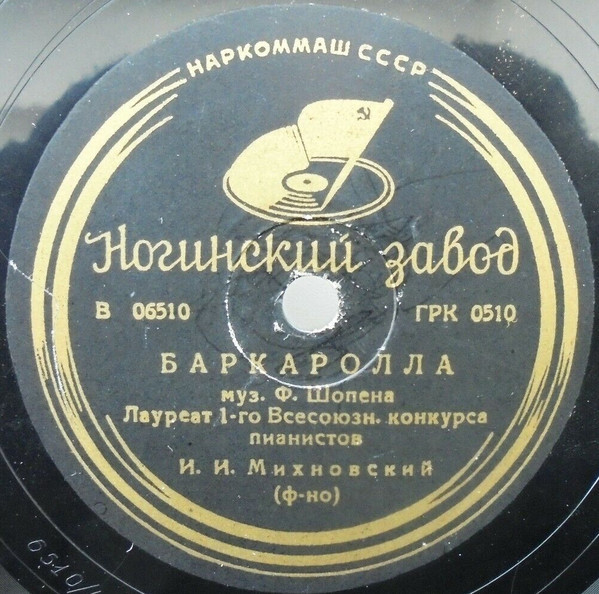 НАРКОММАШ СССР
Ногинский завод
В 06510 ГРК 0510
БАРКАРОЛЛА
муз. Ф. Шопена
Лауреат 1-го Всесоюзн. конкурса
пианистов
И. И. Михновский
(ф-но)